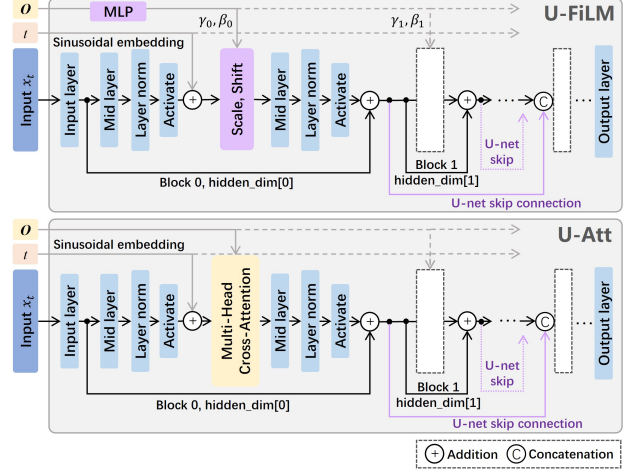 O
MLP
γ₀, β₀
γ₁, β₁
U-FiLM
t
Sinusoidal embedding
Input xₜ
Input layer
Mid layer
Layer norm
Activate
+
Scale, Shift
Mid layer
Layer norm
Activate
+
+
...
C
...
Output layer
U-net
skip
Block 0, hidden_dim[0]
Block 1
hidden_dim[1]
U-net skip connection
O
U-Att
t
Sinusoidal embedding
Input xₜ
Input layer
Mid layer
Layer norm
Activate
+
Multi-Head
Cross-Attention
Mid layer
Layer norm
Activate
+
+
...
C
...
Output layer
U-net
skip
Block 0, hidden_dim[0]
Block 1
hidden_dim[1]
U-net skip connection
+ Addition
C Concatenation